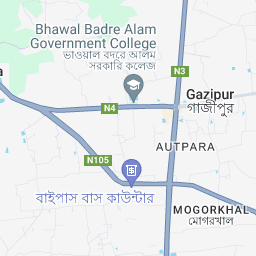 Bhawal Badre Alam
Government College
ভাওয়াল বদরে আলম
সরকারি কলেজ
N3
a
N4
Gazipur
গাজীপুর
AUTPARA
N105
বাইপাস বাস কাউন্টার
MOGORKHAL
মোগরখাল